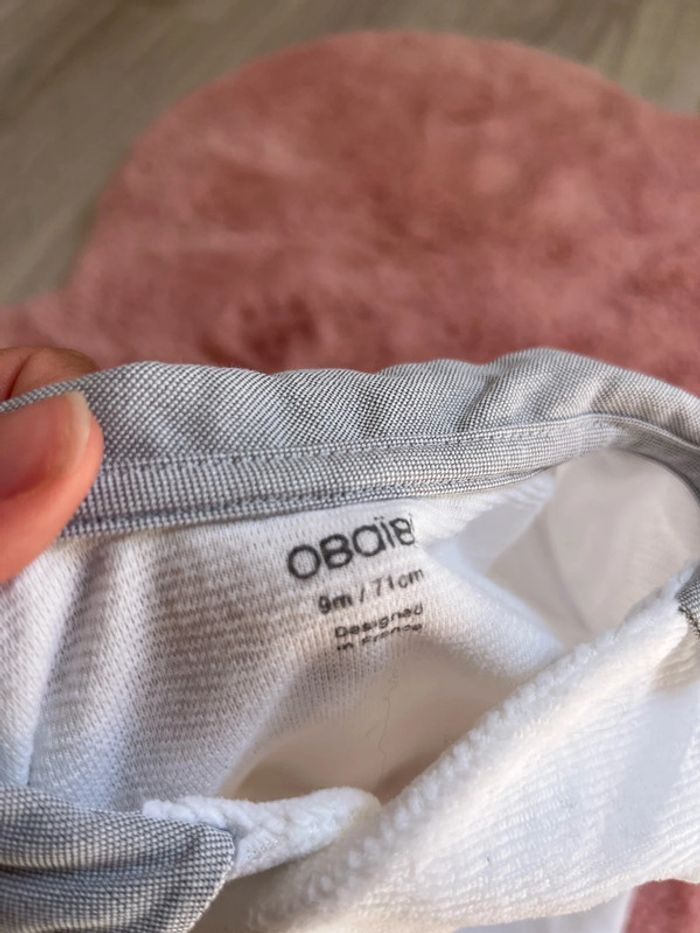 OBaïB
9m / 71cm
Designed
in France